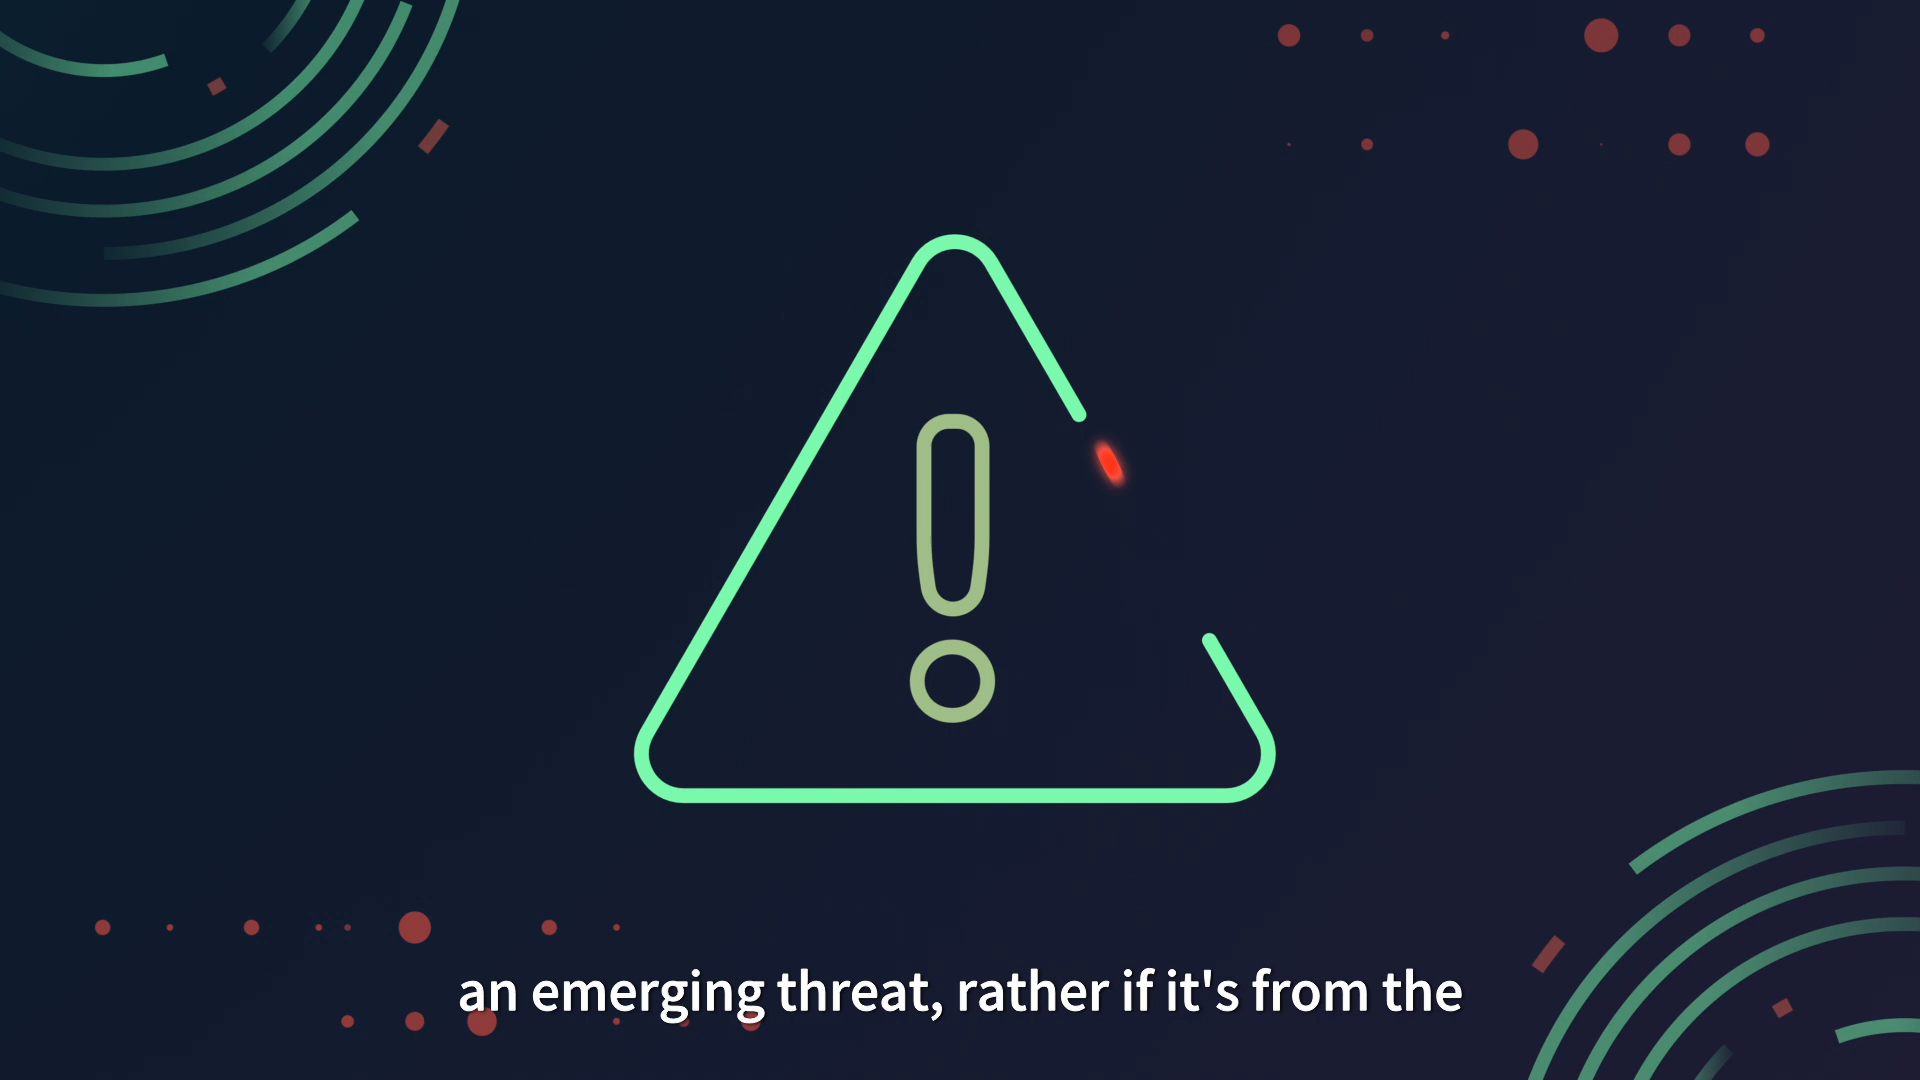 an emerging threat, rather if it's from the